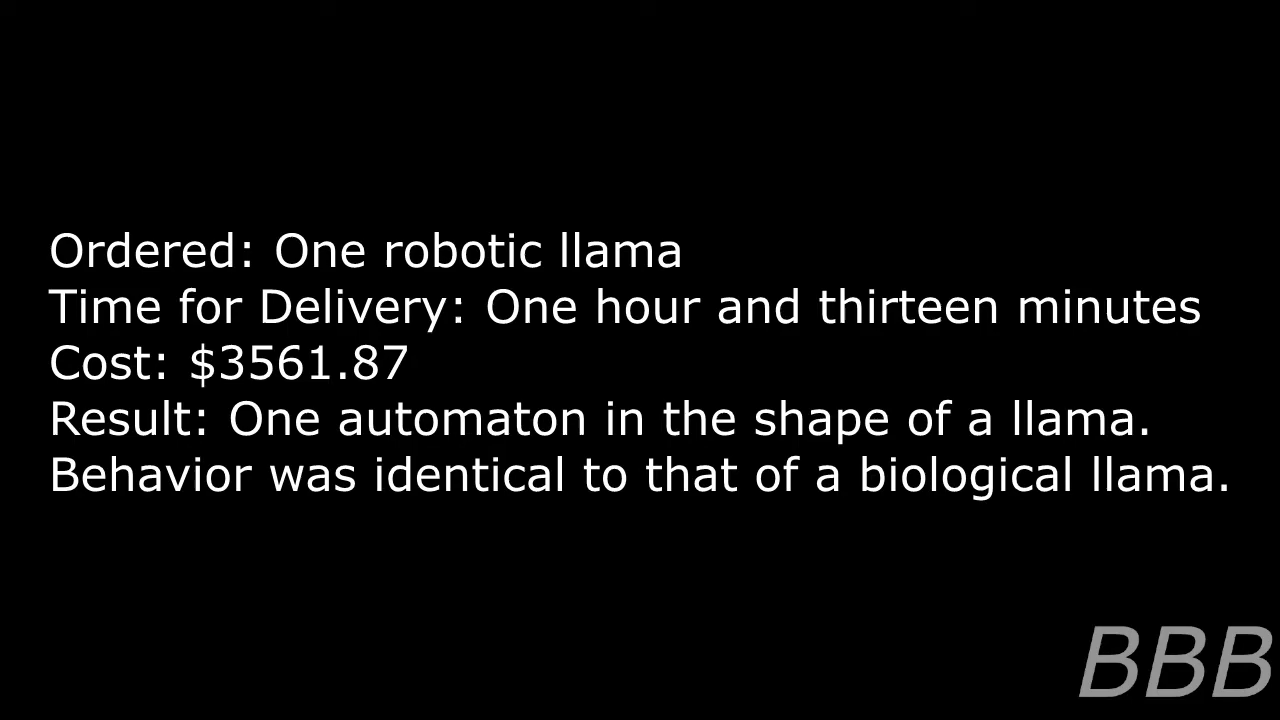 Ordered: One robotic llama
Time for Delivery: One hour and thirteen minutes
Cost: $3561.87
Result: One automaton in the shape of a llama.
Behavior was identical to that of a biological llama.
BBB